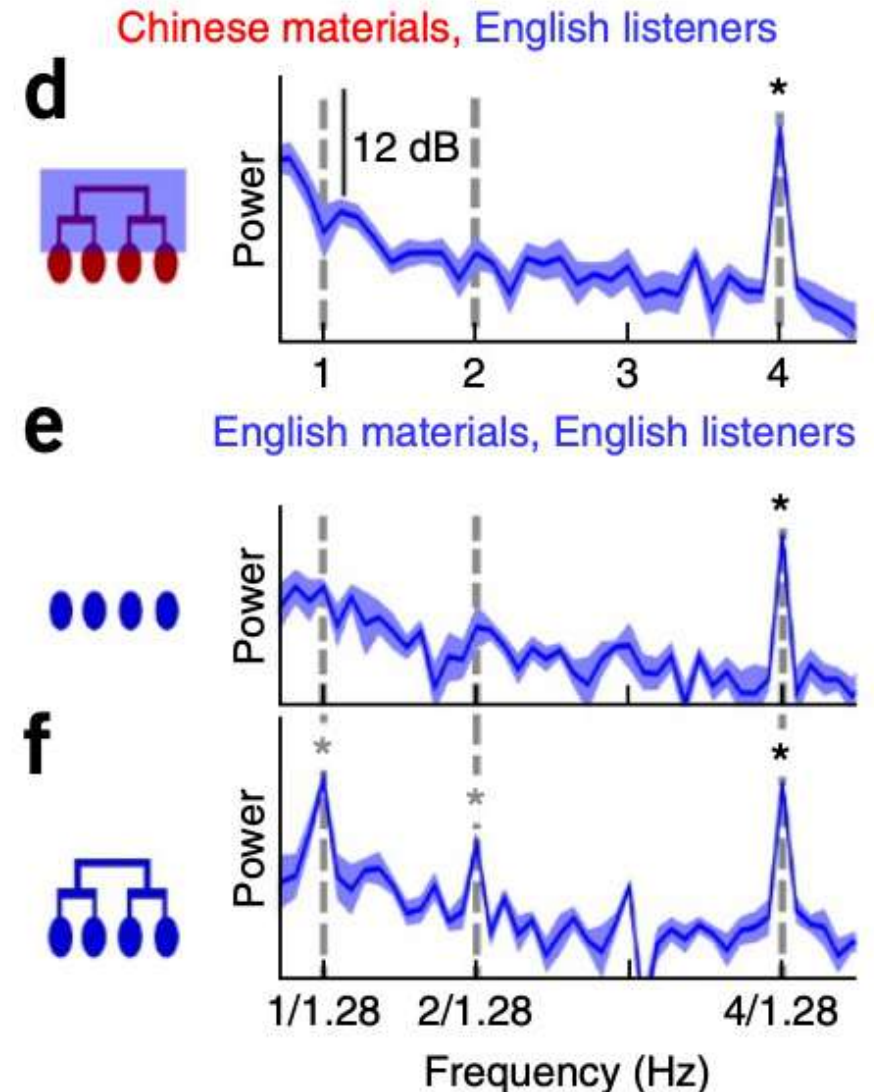 Chinese materials, English listeners
d
*
12 dB
Power
1 2 3 4
e
English materials, English listeners
*
Power
f
* * *
Power
1/1.28 2/1.28 4/1.28
Frequency (Hz)